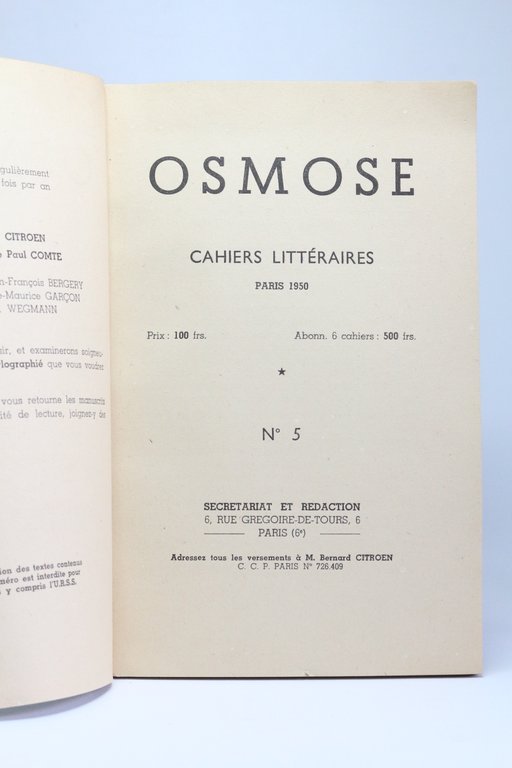 gulièrement
fois par an
CITROEN
Paul COMTE
n-François BERGERY
e-Maurice GARÇON
WEGMANN
sir, et examinerons soigneu-
ylographié que vous voudrez
vous retourne les manuscrits
ité de lecture, joignez-y des
ion des textes contenus
méro est interdite pour
s y compris l'U.R.S.S.
OSMOSE
CAHIERS LITTÉRAIRES
PARIS 1950
Prix : 100 frs. Abonn. 6 cahiers : 500 frs.
★
N° 5
SECRETARIAT ET REDACTION
6, RUE GREGOIRE-DE-TOURS, 6
PARIS (6e)
Adressez tous les versements à M. Bernard CITROEN
C. C. P. PARIS N° 726.409